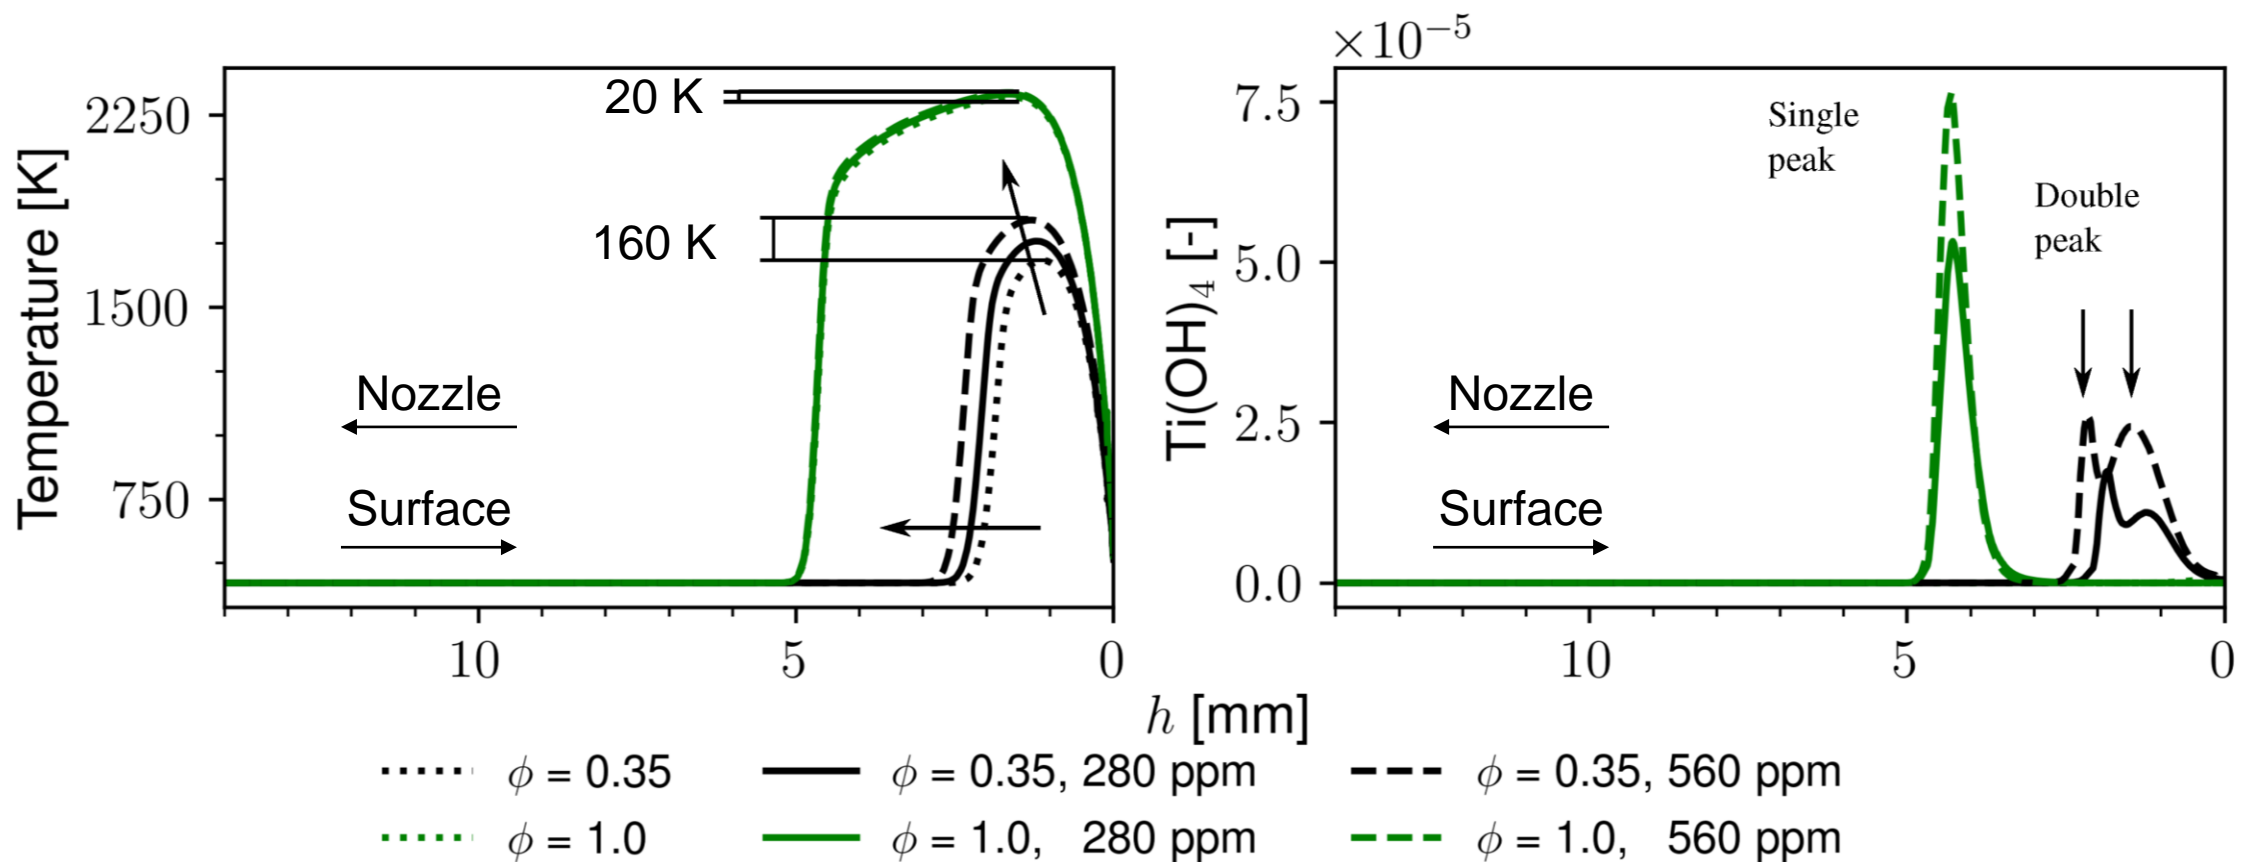 ×10⁻⁵
Temperature [K]
2250
1500
750
20 K
160 K
Nozzle
Surface
10
5
0
Ti(OH)₄ [-]
7.5
5.0
2.5
0.0
Single
peak
Double
peak
Nozzle
Surface
10
5
0
h [mm]
ϕ = 0.35
ϕ = 0.35, 280 ppm
ϕ = 0.35, 560 ppm
ϕ = 1.0
ϕ = 1.0, 280 ppm
ϕ = 1.0, 560 ppm